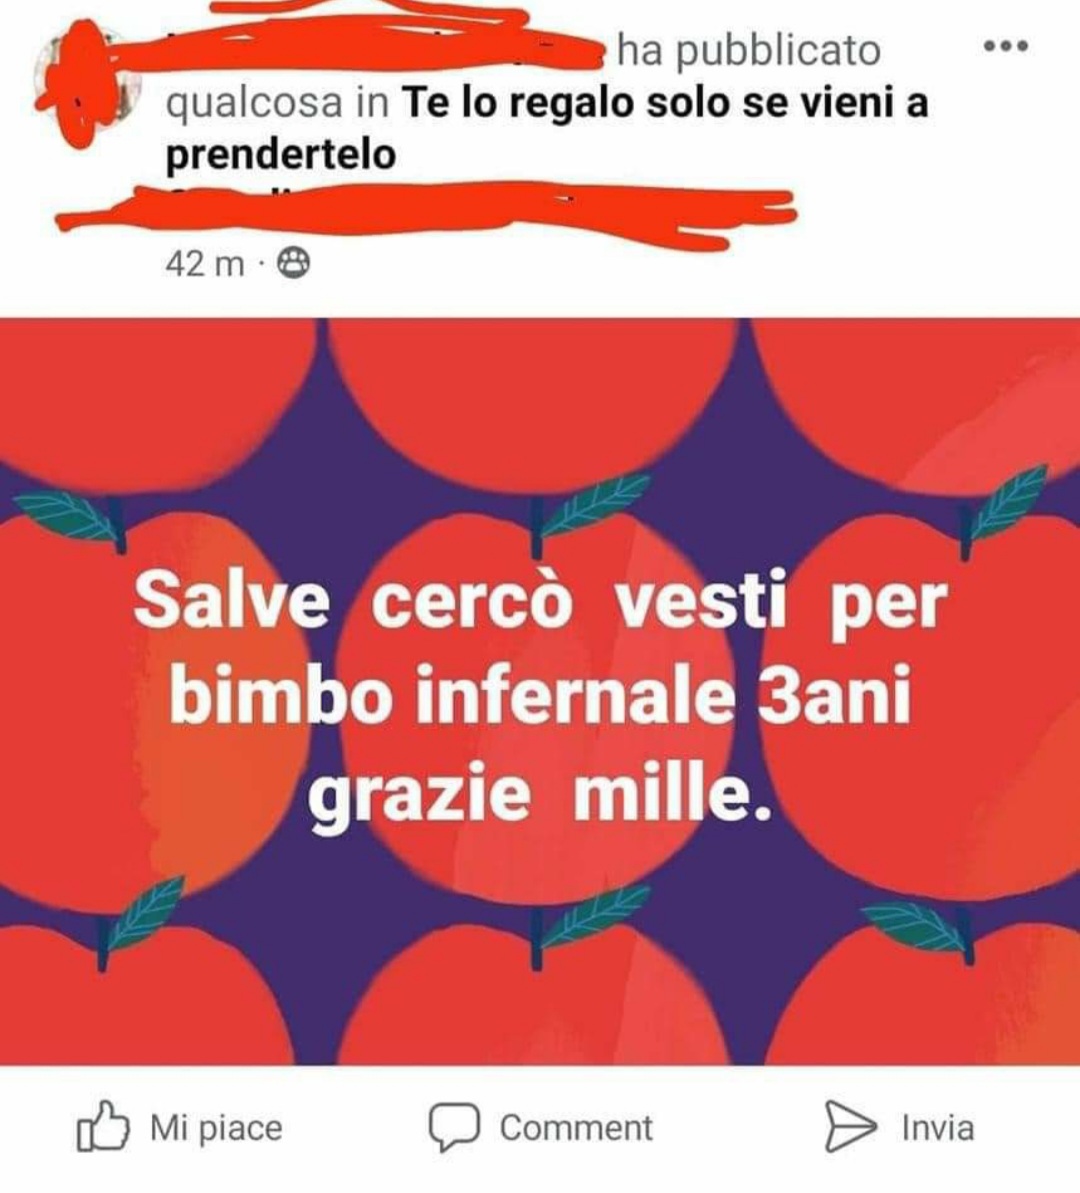 ha pubblicato
qualcosa in Te lo regalo solo se vieni a
prendertelo
42 m ·
Salve cercò vesti per
bimbo infernale 3ani
grazie mille.
Mi piace
Comment
Invia